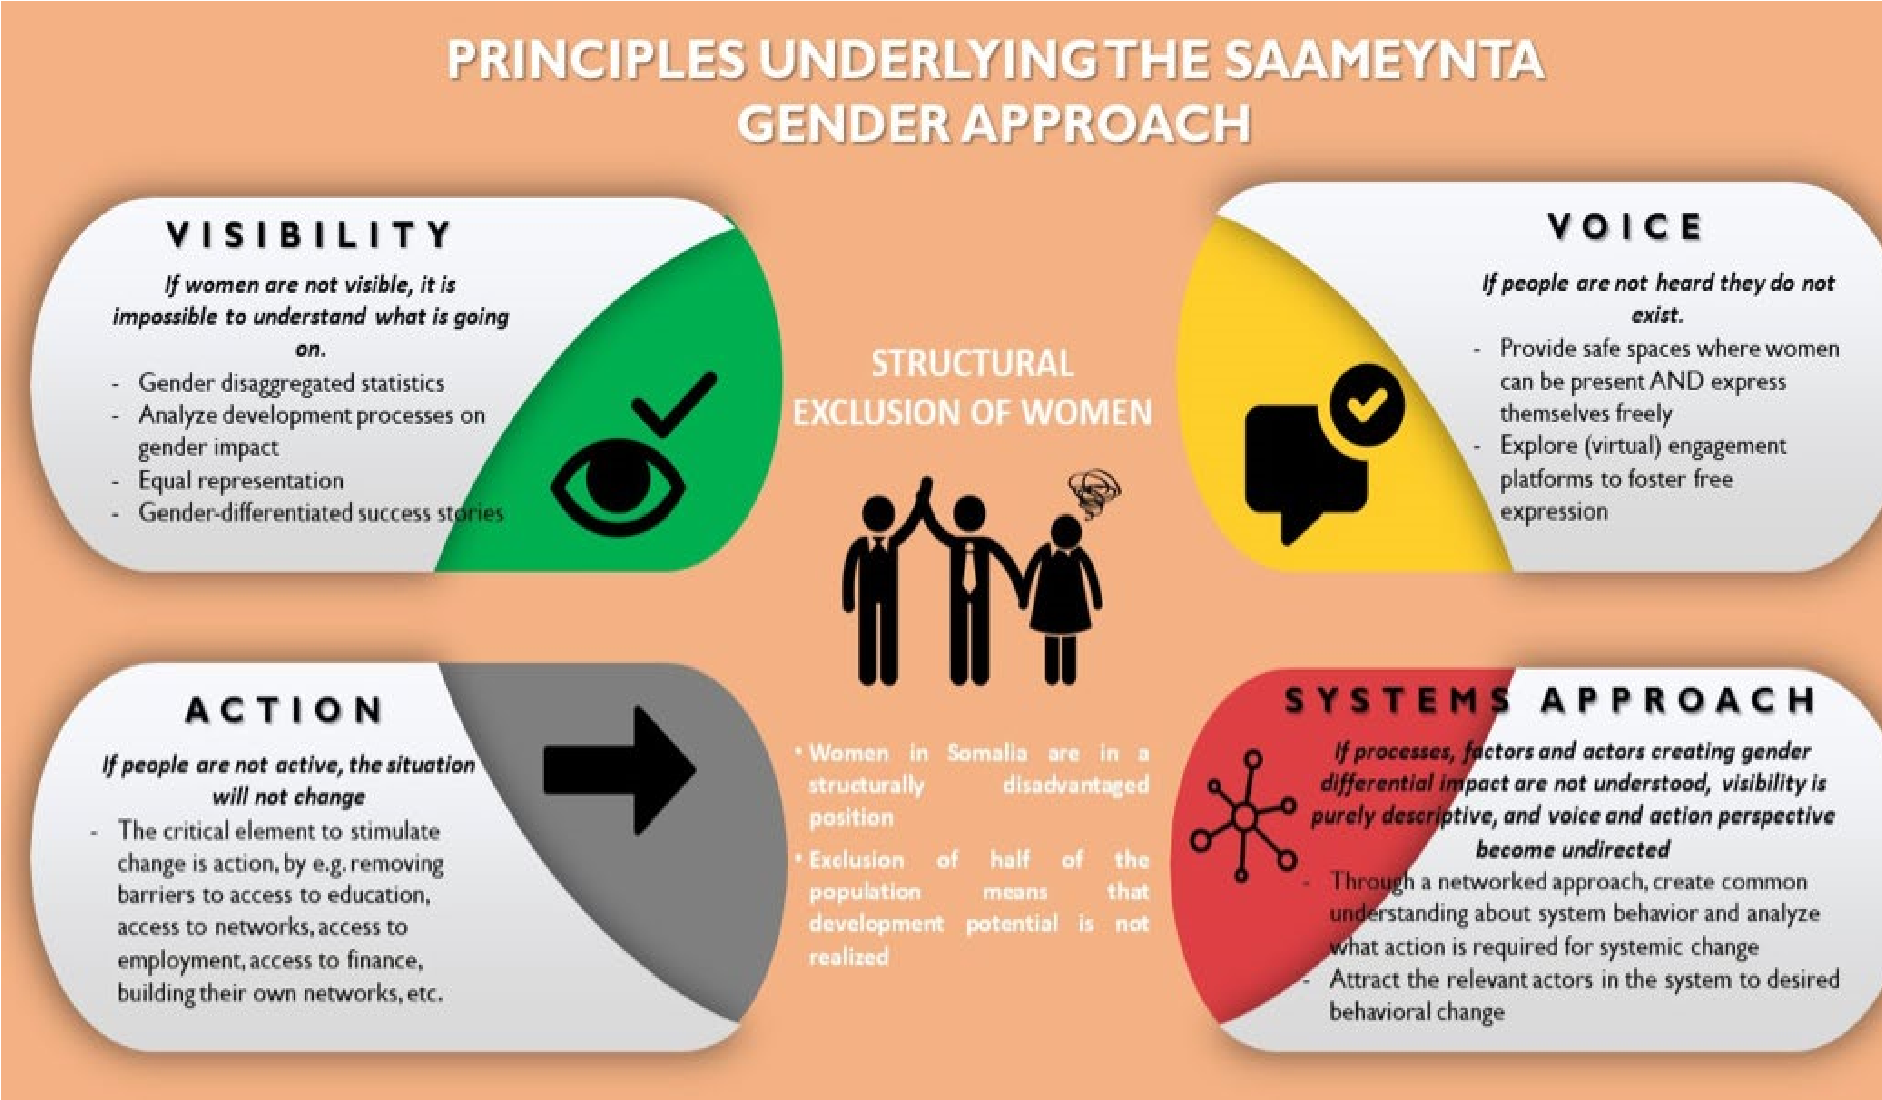 PRINCIPLES UNDERLYING THE SAAMEYNTA
GENDER APPROACH
VISIBILITY
If women are not visible, it is
impossible to understand what is going
on.
- Gender disaggregated statistics
- Analyze development processes on
gender impact
- Equal representation
- Gender-differentiated success stories
VOICE
If people are not heard they do not
exist.
- Provide safe spaces where women
can be present AND express
themselves freely
- Explore (virtual) engagement
platforms to foster free
expression
STRUCTURAL
EXCLUSION OF WOMEN
• Women in Somalia are in a
structurally disadvantaged
position
• Exclusion of half of the
population means that
development potential is not
realized
ACTION
If people are not active, the situation
will not change
- The critical element to stimulate
change is action, by e.g. removing
barriers to access to education,
access to networks, access to
employment, access to finance,
building their own networks, etc.
SYSTEMS APPROACH
If processes, factors and actors creating gender
differential impact are not understood, visibility is
purely descriptive, and voice and action perspective
become undirected
- Through a networked approach, create common
understanding about system behavior and analyze
what action is required for systemic change
- Attract the relevant actors in the system to desired
behavioral change